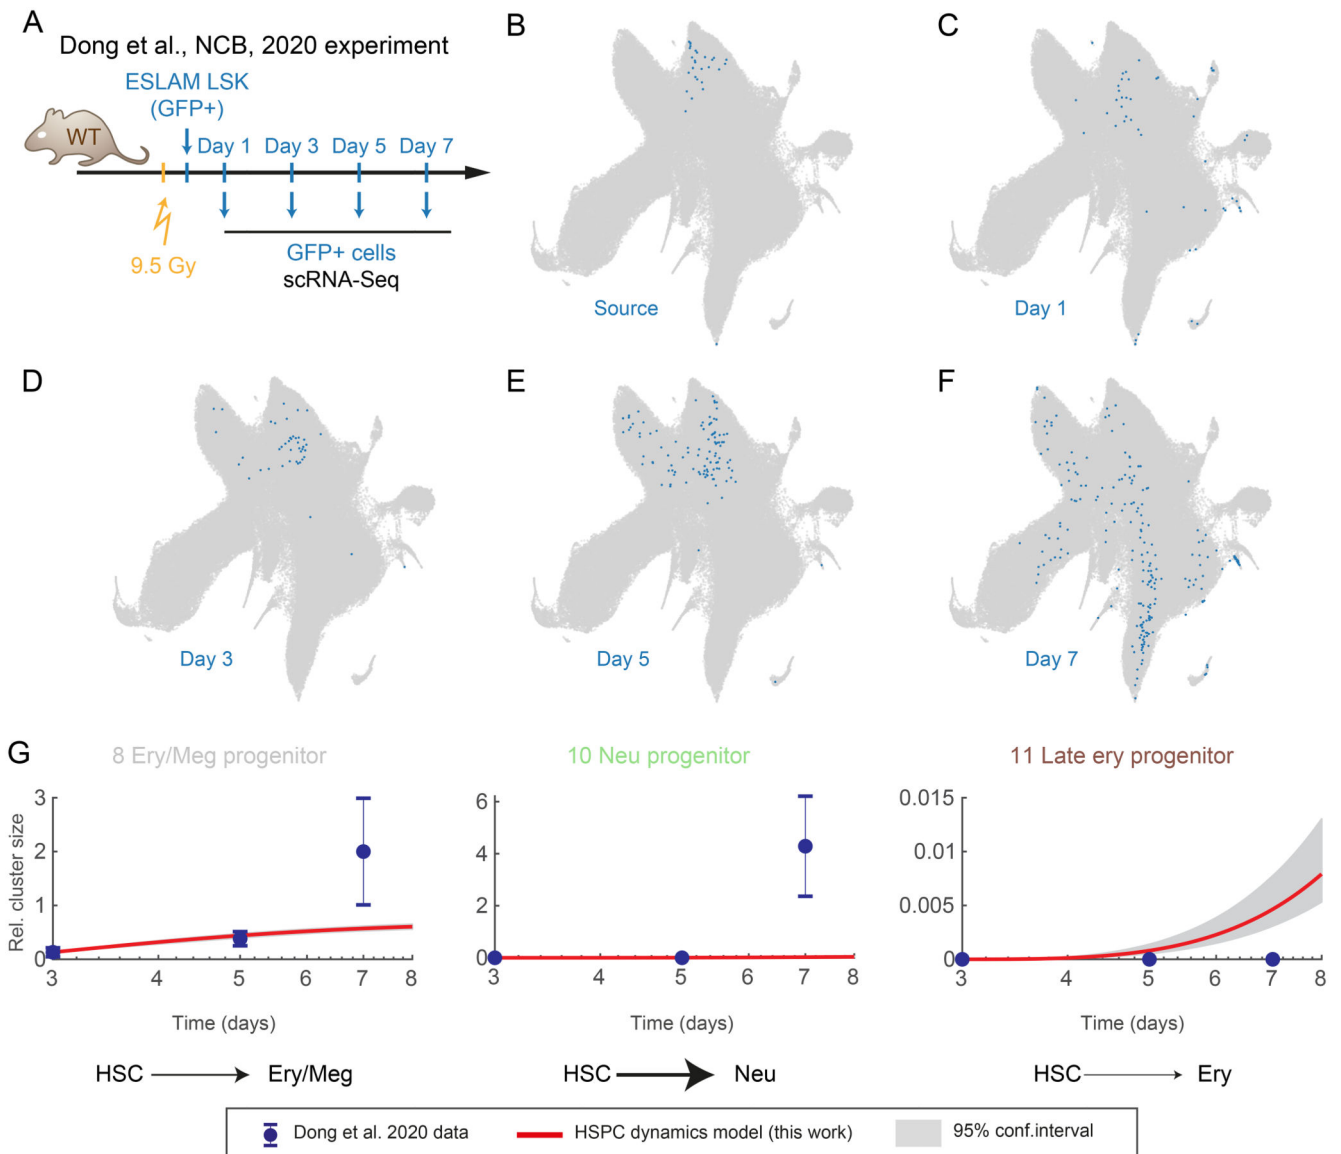 A
Dong et al., NCB, 2020 experiment
ESLAM LSK
(GFP+)
WT
Day 1
Day 3
Day 5
Day 7
9.5 Gy
GFP+ cells
scRNA-Seq
B
Source
C
Day 1
D
Day 3
E
Day 5
F
Day 7
G
8 Ery/Meg progenitor
Rel. cluster size
3
2
1
0
3 4 5 6 7 8
Time (days)
HSC Ery/Meg
10 Neu progenitor
6
4
2
0
3 4 5 6 7 8
Time (days)
HSC Neu
11 Late ery progenitor
0.015
0.01
0.005
0
3 4 5 6 7 8
Time (days)
HSC Ery
Dong et al. 2020 data
HSPC dynamics model (this work)
95% conf.interval